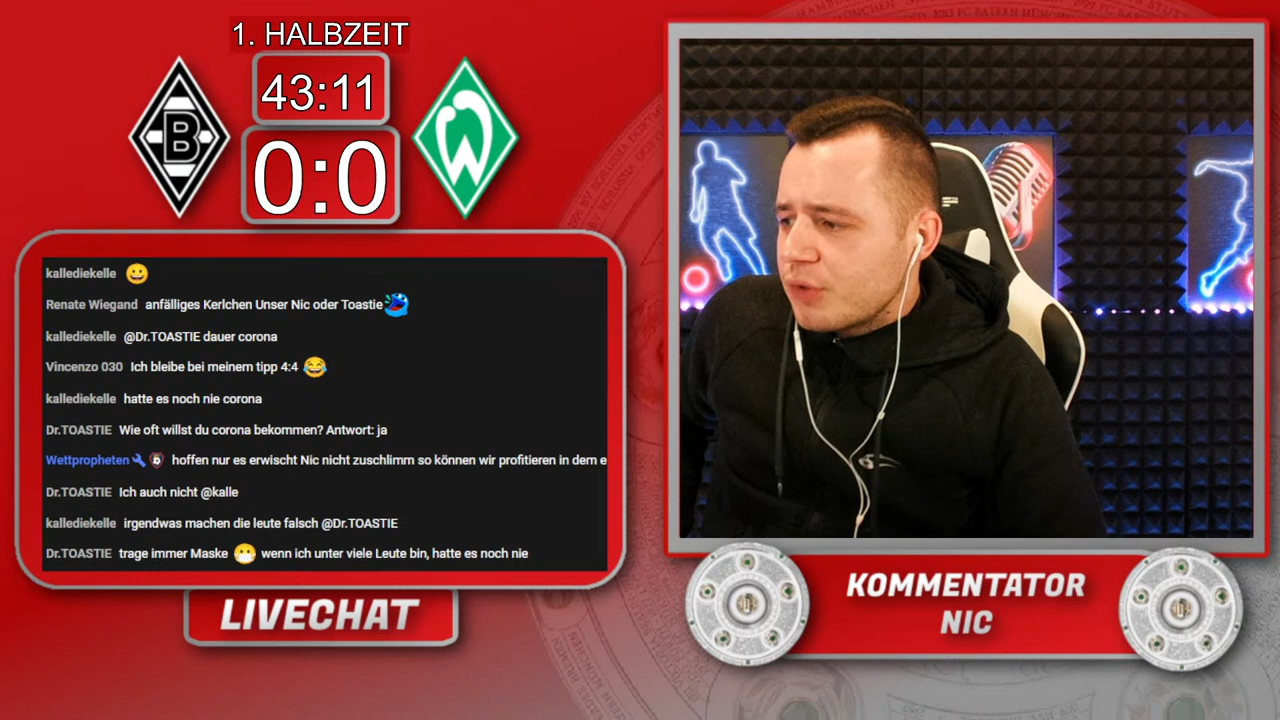 1. HALBZEIT
43:11
B
W
0:0
kallediekelle 😀
Renate Wiegand anfälliges Kerlchen Unser Nic oder Toastie
kallediekelle @Dr.TOASTIE dauer corona
Vincenzo 030 Ich bleibe bei meinem tipp 4:4 😂
kallediekelle hatte es noch nie corona
Dr.TOASTIE Wie oft willst du corona bekommen? Antwort: ja
Wettpropheten🔧 hoffen nur es erwischt Nic nicht zuschlimm so können wir profitieren in dem e
Dr.TOASTIE Ich auch nicht @kalle
kallediekelle irgendwas machen die leute falsch @Dr.TOASTIE
Dr.TOASTIE trage immer Maske 😷 wenn ich unter viele Leute bin, hatte es noch nie
LIVECHAT
KOMMENTATOR
NIC